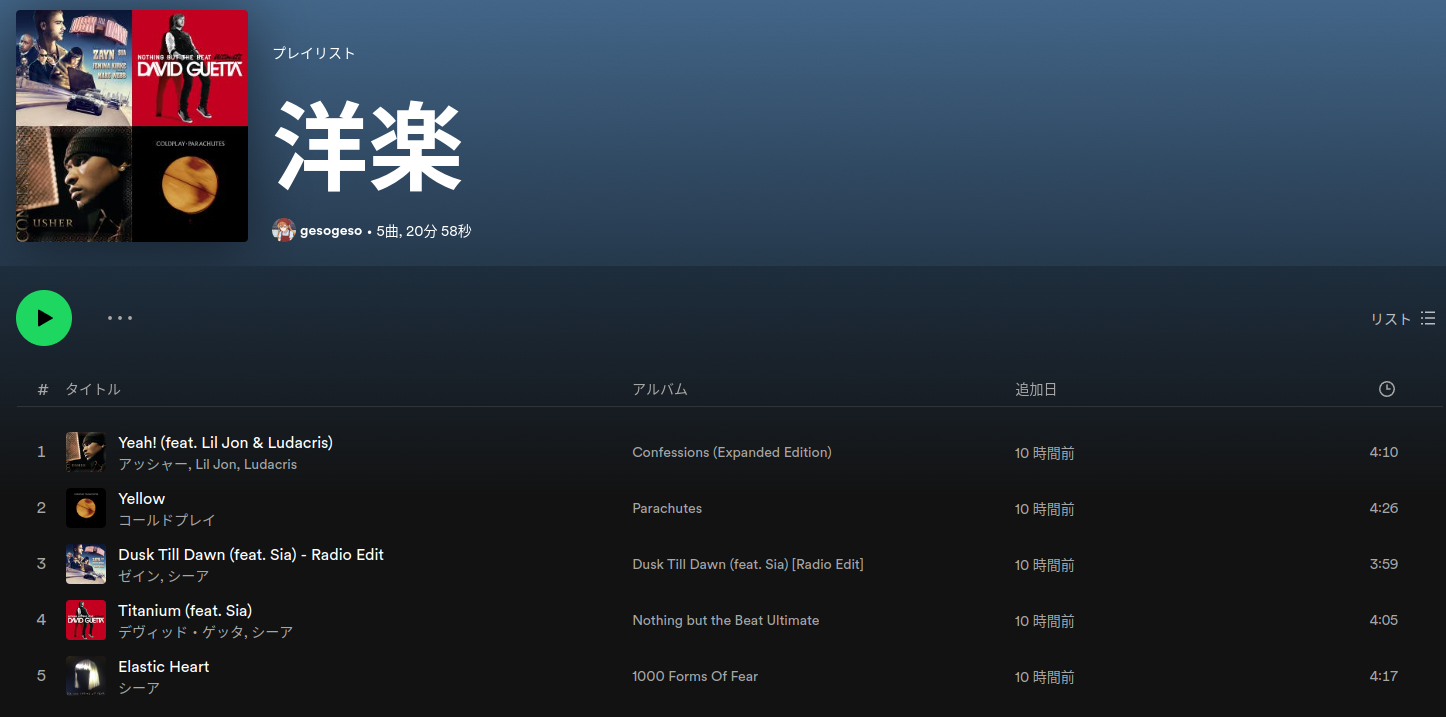 ZAYN SIA
JEMIMA KIRKE
MARC WEBB
NOTHING BUT THE BEAT
DAVID GUETTA
USHER
COLDPLAY · PARACHUTES
プレイリスト
洋楽
gesogeso • 5曲, 20分 58秒
リスト
# タイトル アルバム 追加日
1 Yeah! (feat. Lil Jon & Ludacris) Confessions (Expanded Edition) 10 時間前 4:10
アッシャー, Lil Jon, Ludacris
2 Yellow Parachutes 10 時間前 4:26
コールドプレイ
3 Dusk Till Dawn (feat. Sia) - Radio Edit Dusk Till Dawn (feat. Sia) [Radio Edit] 10 時間前 3:59
ゼイン, シーア
4 Titanium (feat. Sia) Nothing but the Beat Ultimate 10 時間前 4:05
デヴィッド・ゲッタ, シーア
5 Elastic Heart 1000 Forms Of Fear 10 時間前 4:17
シーア